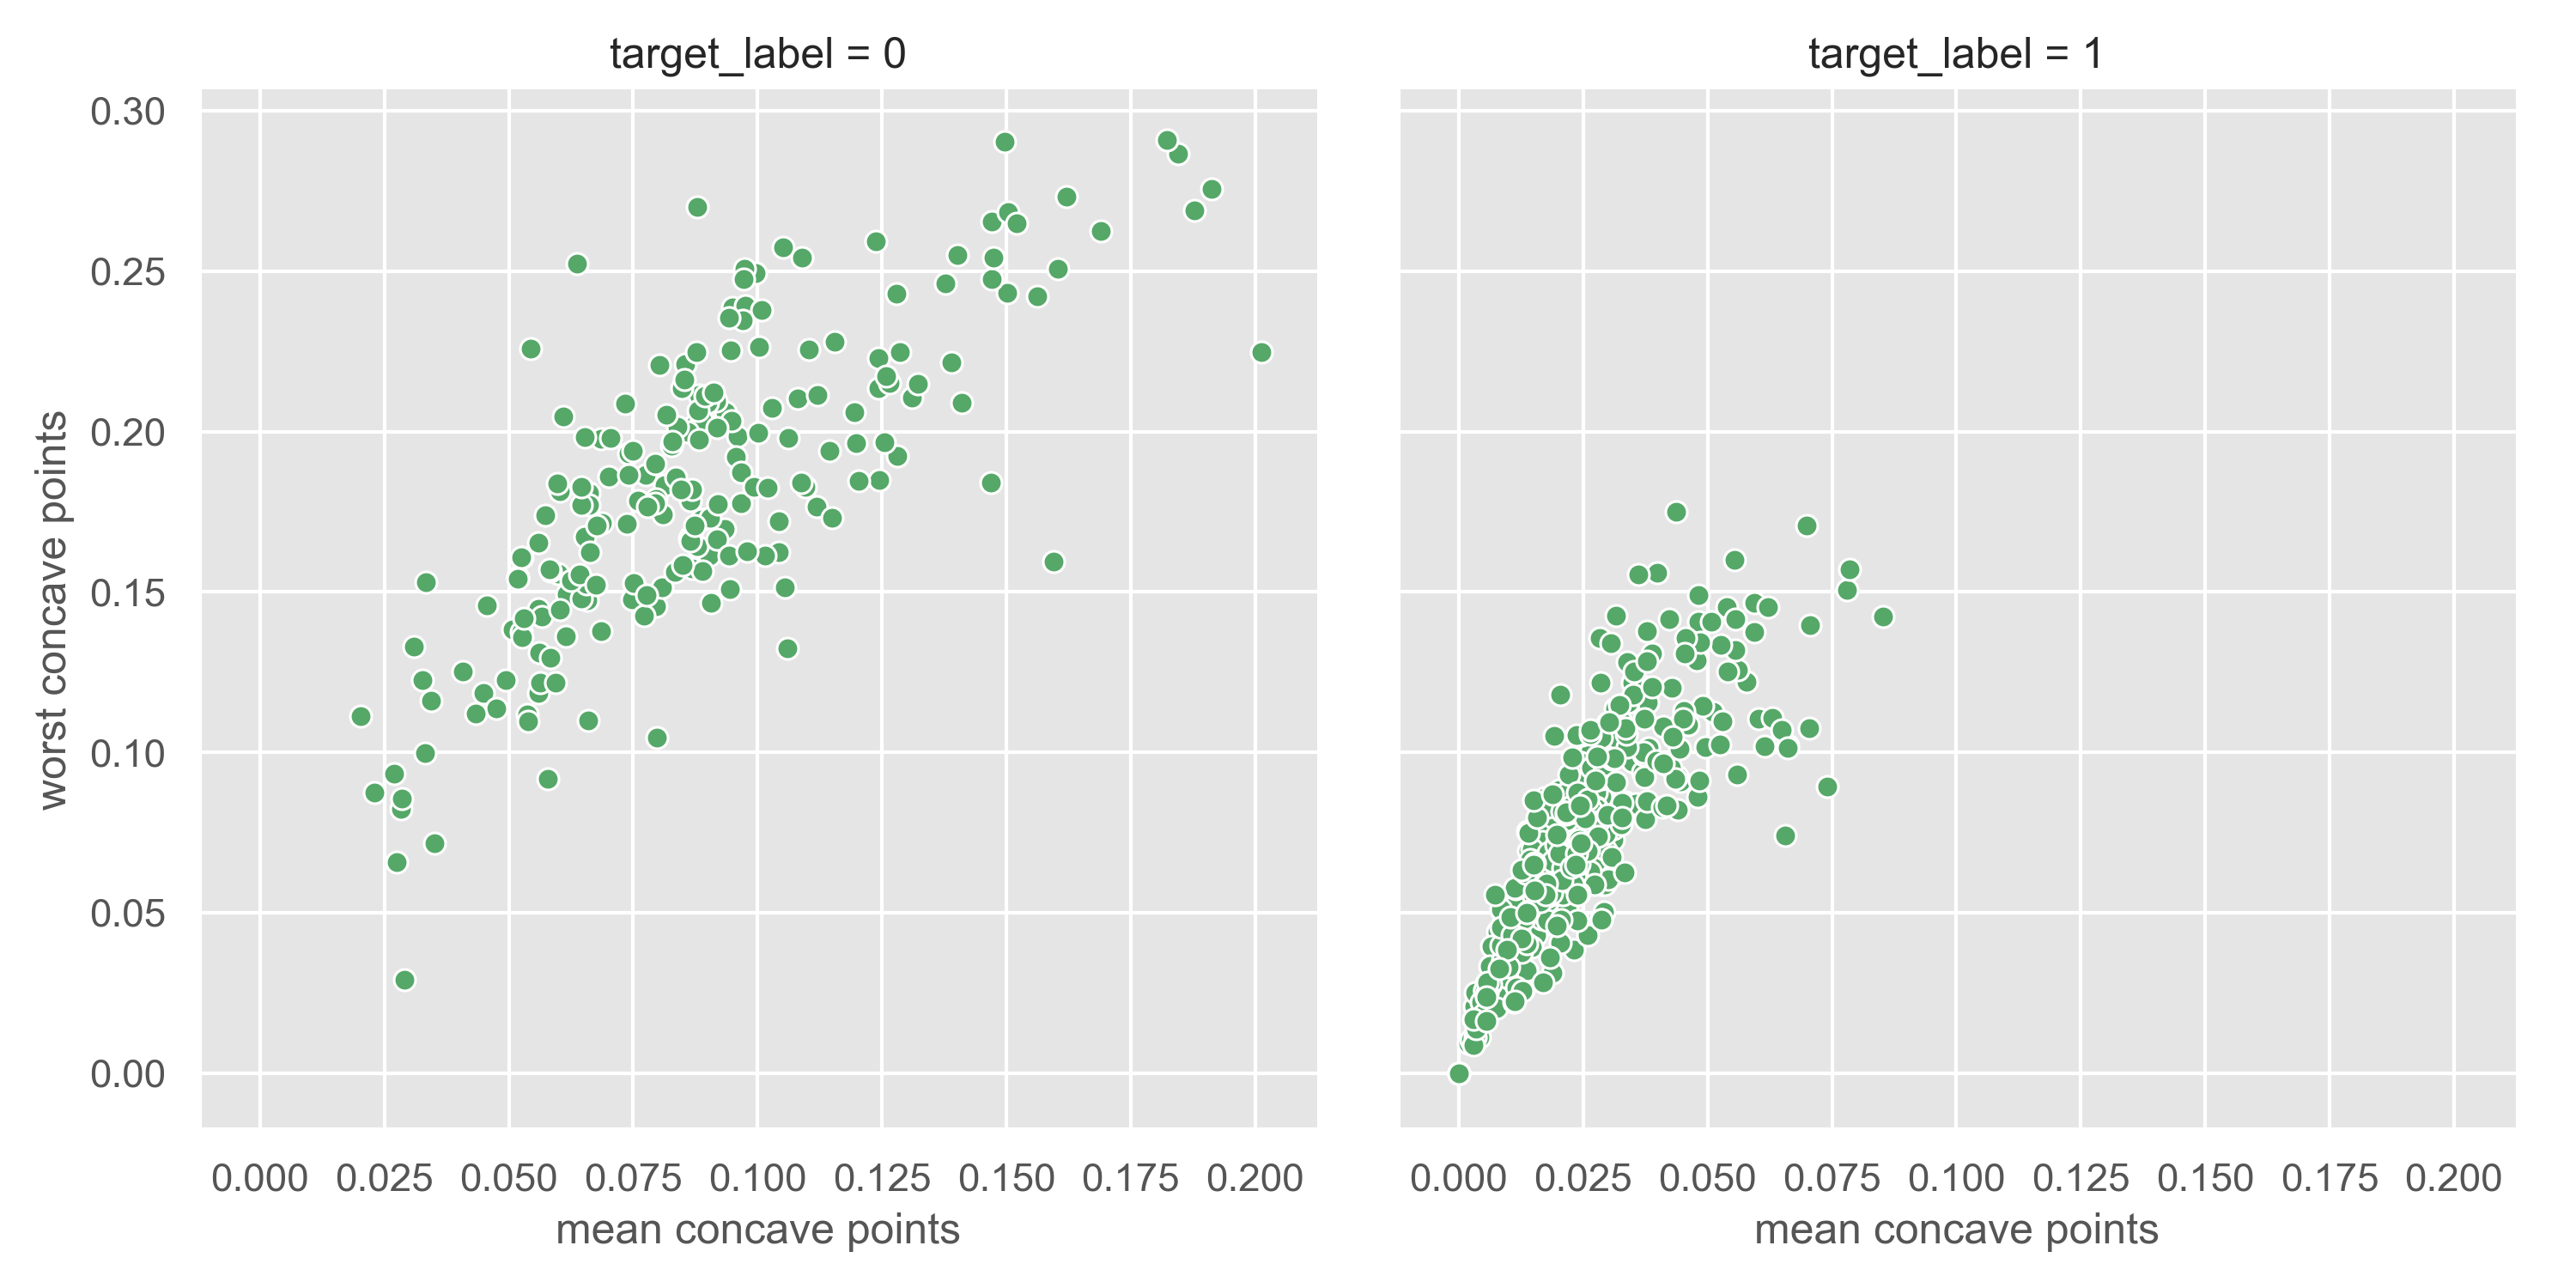 target_label = 0
target_label = 1
0.30
0.25
0.20
0.15
0.10
0.05
0.00
worst concave points
0.000 0.025 0.050 0.075 0.100 0.125 0.150 0.175 0.200
0.000 0.025 0.050 0.075 0.100 0.125 0.150 0.175 0.200
mean concave points
mean concave points